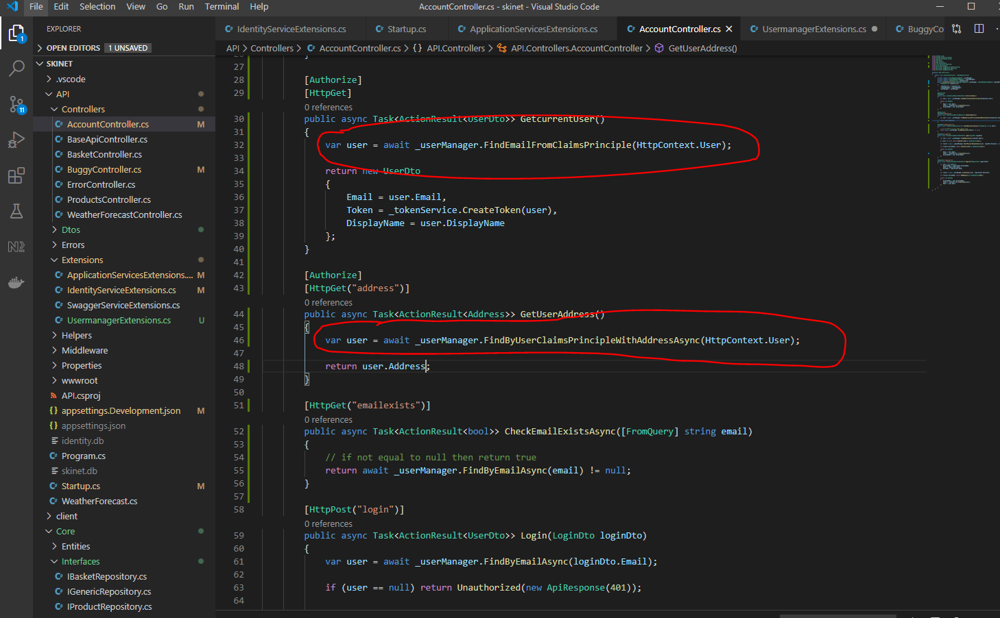 File Edit Selection View Go Run Terminal Help
AccountController.cs - skinet - Visual Studio Code
EXPLORER
OPEN EDITORS 1 UNSAVED
SKINET
.vscode
API
Controllers
C# AccountController.cs M
C# BaseApiController.cs
C# BasketController.cs
C# BuggyController.cs M
C# ErrorController.cs
C# ProductsController.cs
C# WeatherForecastController.cs
Dtos
Errors
Extensions
C# ApplicationServicesExtensions.... M
C# IdentityServiceExtensions.cs M
C# SwaggerServiceExtensions.cs
C# UsermanagerExtensions.cs U
Helpers
Middleware
Properties
wwwroot
API.csproj
{} appsettings.Development.json M
{} appsettings.json
identity.db
C# Program.cs
skinet.db
C# Startup.cs M
C# WeatherForecast.cs
client
Core
Entities
Interfaces
C# IBasketRepository.cs
C# IGenericRepository.cs
C# IProductRepository.cs
1
11
C# IdentityServiceExtensions.cs C# Startup.cs C# ApplicationServicesExtensions.cs C# AccountController.cs C# UsermanagerExtensions.cs C# BuggyCo
API > Controllers > C# AccountController.cs > {} API.Controllers > API.Controllers.AccountController > GetUserAddress()
26 }
27
28 [Authorize]
29 [HttpGet]
0 references
30 public async Task<ActionResult<UserDto>> GetcurrentUser()
31 {
32 var user = await _userManager.FindEmailFromClaimsPrinciple(HttpContext.User);
33
34 return new UserDto
35 {
36 Email = user.Email,
37 Token = _tokenService.CreateToken(user),
38 DisplayName = user.DisplayName
39 };
40 }
41
42 [Authorize]
43 [HttpGet("address")]
0 references
44 public async Task<ActionResult<Address>> GetUserAddress()
45 {
46 var user = await _userManager.FindByUserClaimsPrincipleWithAddressAsync(HttpContext.User);
47
48 return user.Address;
49 }
50
51 [HttpGet("emailexists")]
0 references
52 public async Task<ActionResult<bool>> CheckEmailExistsAsync([FromQuery] string email)
53 {
54 // if not equal to null then return true
55 return await _userManager.FindByEmailAsync(email) != null;
56 }
57
58 [HttpPost("login")]
0 references
59 public async Task<ActionResult<UserDto>> Login(LoginDto loginDto)
60 {
61 var user = await _userManager.FindByEmailAsync(loginDto.Email);
62
63 if (user == null) return Unauthorized(new ApiResponse(401));
64